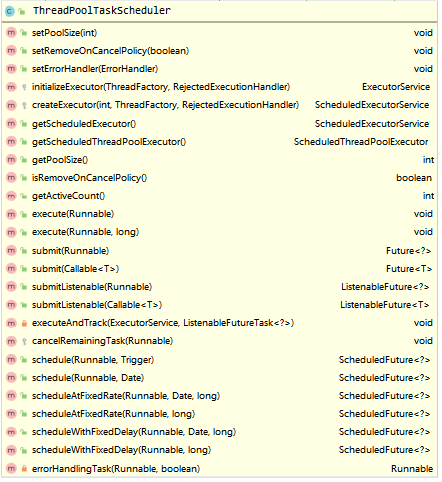 C ThreadPoolTaskScheduler
m setPoolSize(int) void
m setRemoveOnCancelPolicy(boolean) void
m setErrorHandler(ErrorHandler) void
m initializeExecutor(ThreadFactory, RejectedExecutionHandler) ExecutorService
m createExecutor(int, ThreadFactory, RejectedExecutionHandler) ScheduledExecutorService
m getScheduledExecutor() ScheduledExecutorService
m getScheduledThreadPoolExecutor() ScheduledThreadPoolExecutor
m getPoolSize() int
m isRemoveOnCancelPolicy() boolean
m getActiveCount() int
m execute(Runnable) void
m execute(Runnable, long) void
m submit(Runnable) Future<?>
m submit(Callable<T>) Future<T>
m submitListenable(Runnable) ListenableFuture<?>
m submitListenable(Callable<T>) ListenableFuture<T>
m executeAndTrack(ExecutorService, ListenableFutureTask<?>) void
m cancelRemainingTask(Runnable) void
m schedule(Runnable, Trigger) ScheduledFuture<?>
m schedule(Runnable, Date) ScheduledFuture<?>
m scheduleAtFixedRate(Runnable, Date, long) ScheduledFuture<?>
m scheduleAtFixedRate(Runnable, long) ScheduledFuture<?>
m scheduleWithFixedDelay(Runnable, Date, long) ScheduledFuture<?>
m scheduleWithFixedDelay(Runnable, long) ScheduledFuture<?>
m errorHandlingTask(Runnable, boolean) Runnable